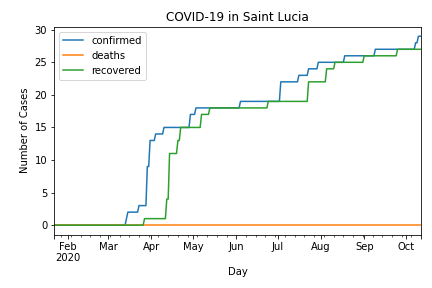 COVID-19 in Saint Lucia
confirmed
deaths
recovered
Number of Cases
30
25
20
15
10
5
0
Feb Mar Apr May Jun Jul Aug Sep Oct
2020
Day